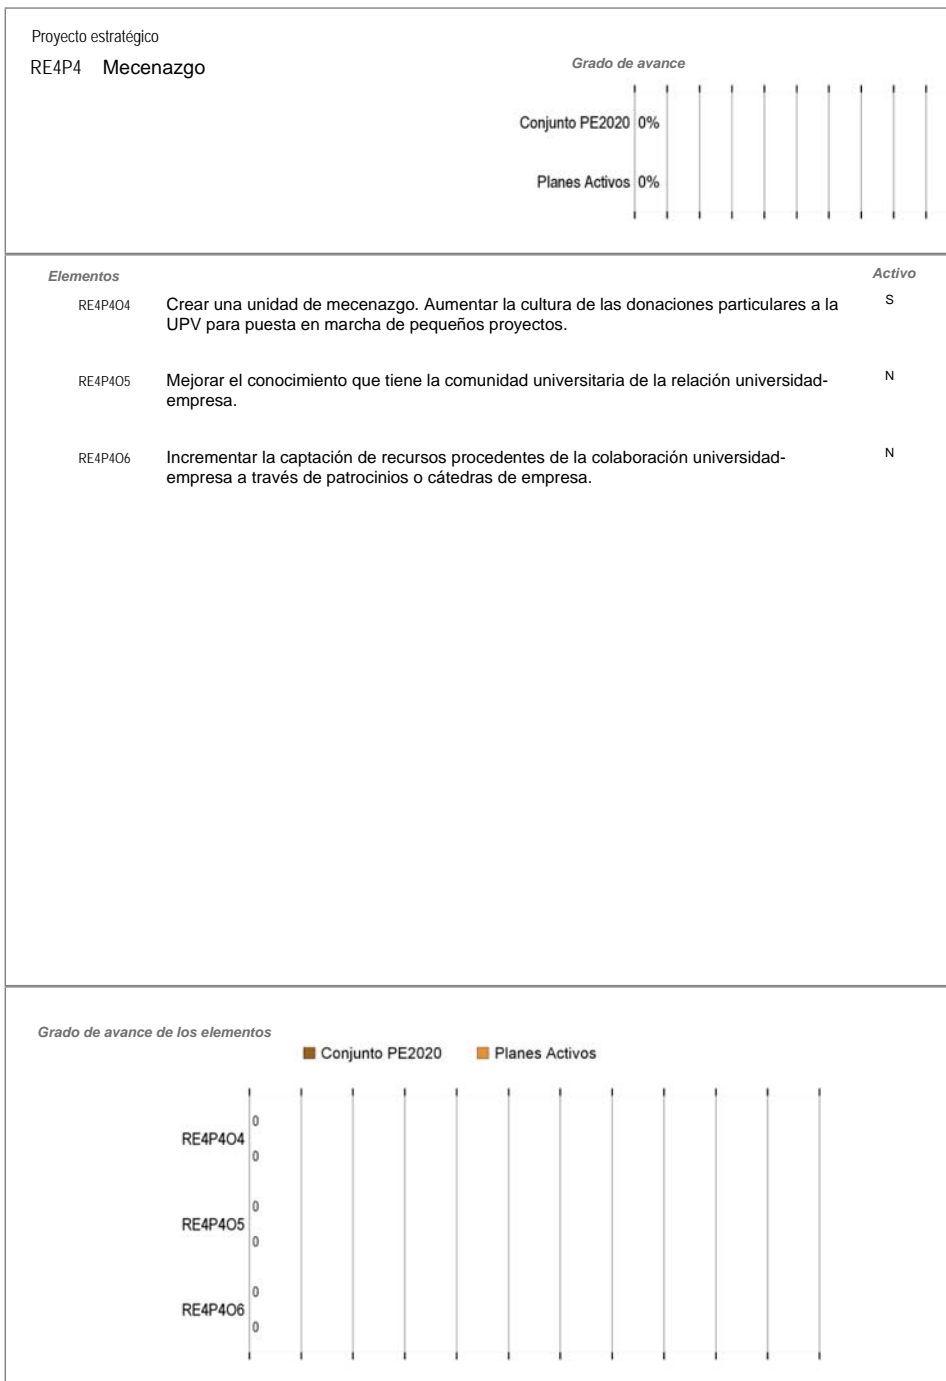 Proyecto estratégico
RE4P4 Mecenazgo
Grado de avance
Conjunto PE2020 0%
Planes Activos 0%
Elementos Activo
RE4P4O4 Crear una unidad de mecenazgo. Aumentar la cultura de las donaciones particulares a la S
UPV para puesta en marcha de pequeños proyectos.
RE4P4O5 Mejorar el conocimiento que tiene la comunidad universitaria de la relación universidad- N
empresa.
RE4P4O6 Incrementar la captación de recursos procedentes de la colaboración universidad- N
empresa a través de patrocinios o cátedras de empresa.
Grado de avance de los elementos
Conjunto PE2020 Planes Activos
0
RE4P4O4
0
0
RE4P4O5
0
0
RE4P4O6
0